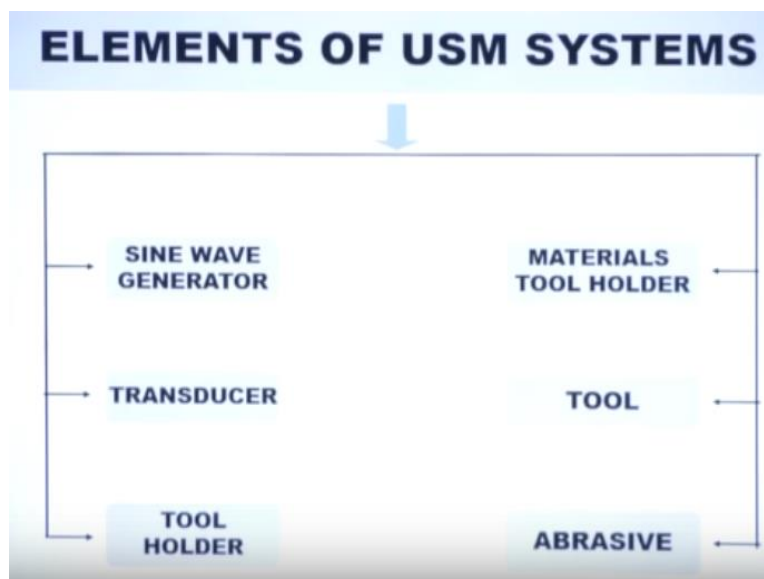 ELEMENTS OF USM SYSTEMS
SINE WAVE
GENERATOR
TRANSDUCER
TOOL
HOLDER
MATERIALS
TOOL HOLDER
TOOL
ABRASIVE